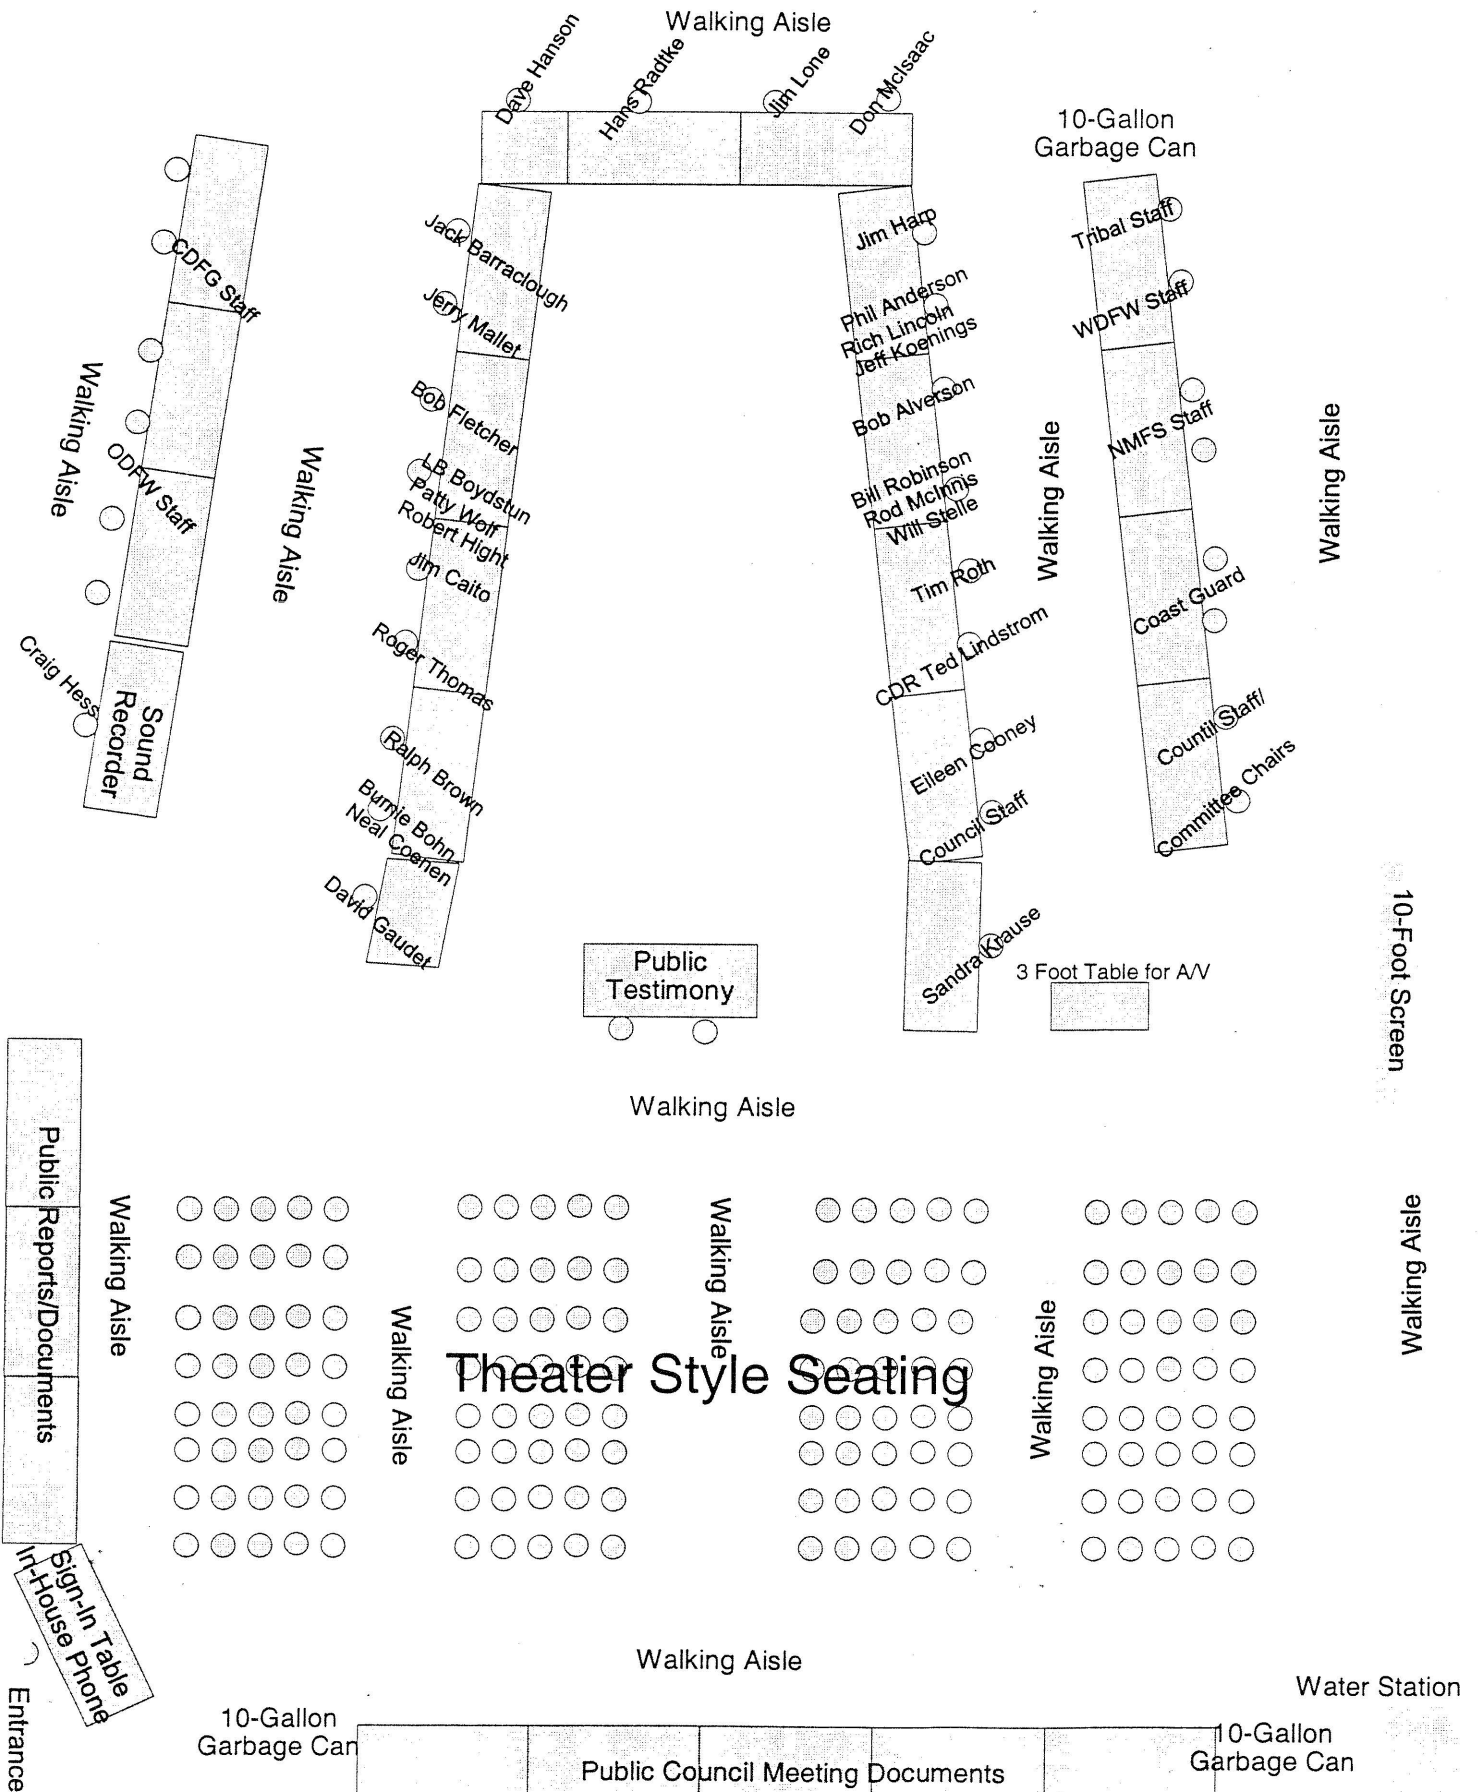 Walking Aisle
Dave Hanson
Hans Radtke
Jim Lone
Don McIsaac
10-Gallon
Garbage Can
CDFG Staff
ODFW Staff
Walking Aisle
Craig Hess
Sound
Recorder
Walking Aisle
Jack Barraclough
Jerry Mallet
Bob Fletcher
LB Boydstun
Patty Wolf
Robert Hight
Jim Caito
Roger Thomas
Ralph Brown
Burnie Bohn
Neal Coenen
David Gaudet
Jim Harp
Phil Anderson
Rich Lincoln
Jeff Koenings
Bob Alverson
Bill Robinson
Rod McInnis
Will Stelle
Tim Roth
CDR Ted Lindstrom
Eileen Cooney
Council Staff
Sandra Krause
Walking Aisle
Tribal Staff
WDFW Staff
NMFS Staff
Coast Guard
Countil Staff/
Committee Chairs
Walking Aisle
Public
Testimony
3 Foot Table for A/V
10-Foot Screen
Walking Aisle
Public Reports/Documents
Walking Aisle
Walking Aisle
Walking Aisle
Walking Aisle
Walking Aisle
Theater Style Seating
Sign-In Table
In-House Phone
Entrance
Walking Aisle
Water Station
10-Gallon
Garbage Can
Public Council Meeting Documents
10-Gallon
Garbage Can